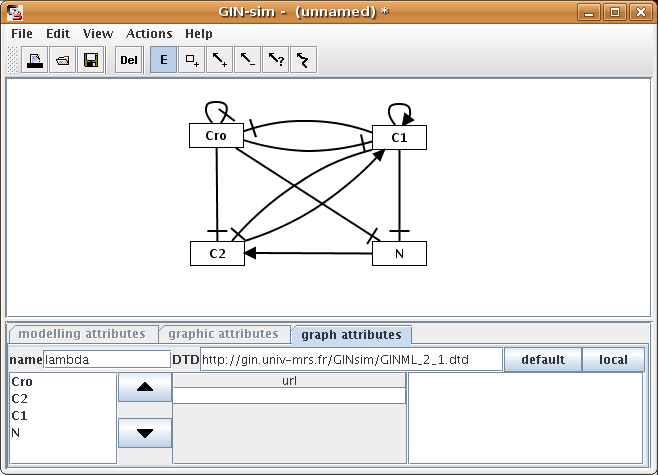 GIN-sim - (unnamed) *
File Edit View Actions Help
Del E + + - ? 
Cro C1
C2 N
modelling attributes graphic attributes graph attributes
name lambda DTD http://gin.univ-mrs.fr/GINsim/GINML_2_1.dtd default local
Cro url
C2
C1
N